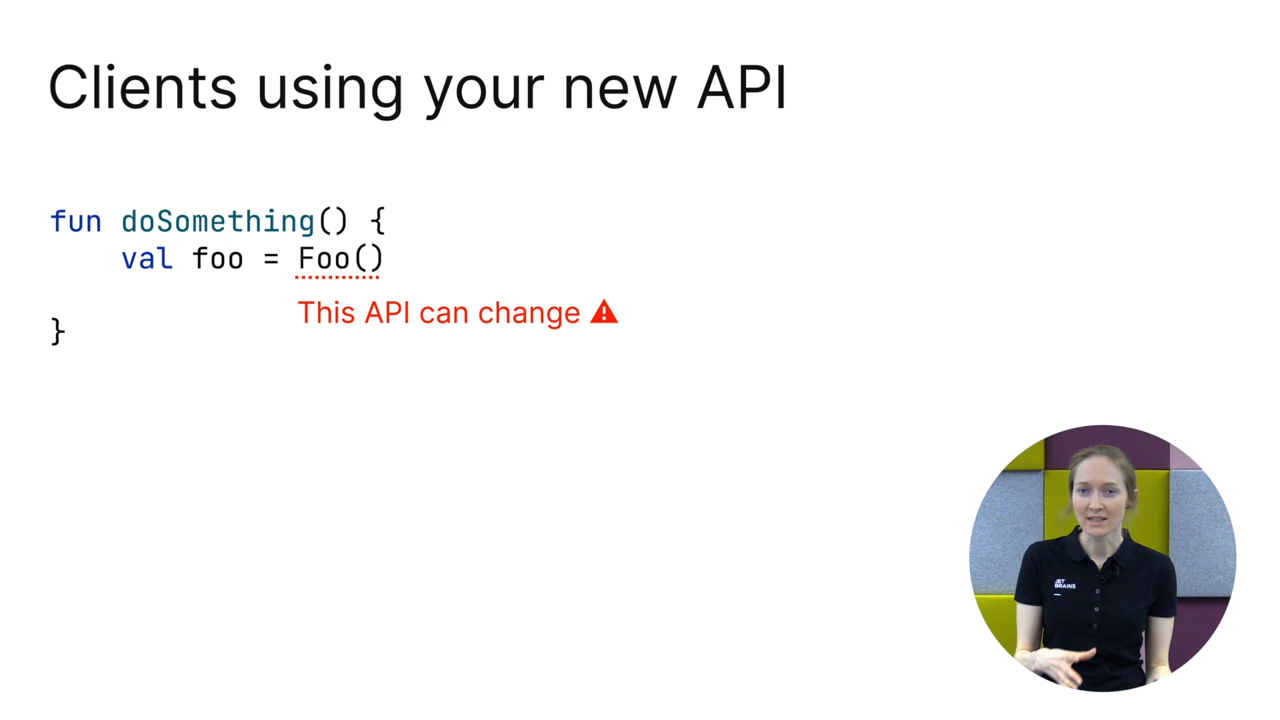 Clients using your new API
fun doSomething() {
    val foo = Foo()
This API can change ⚠
}
JET
BRAINS